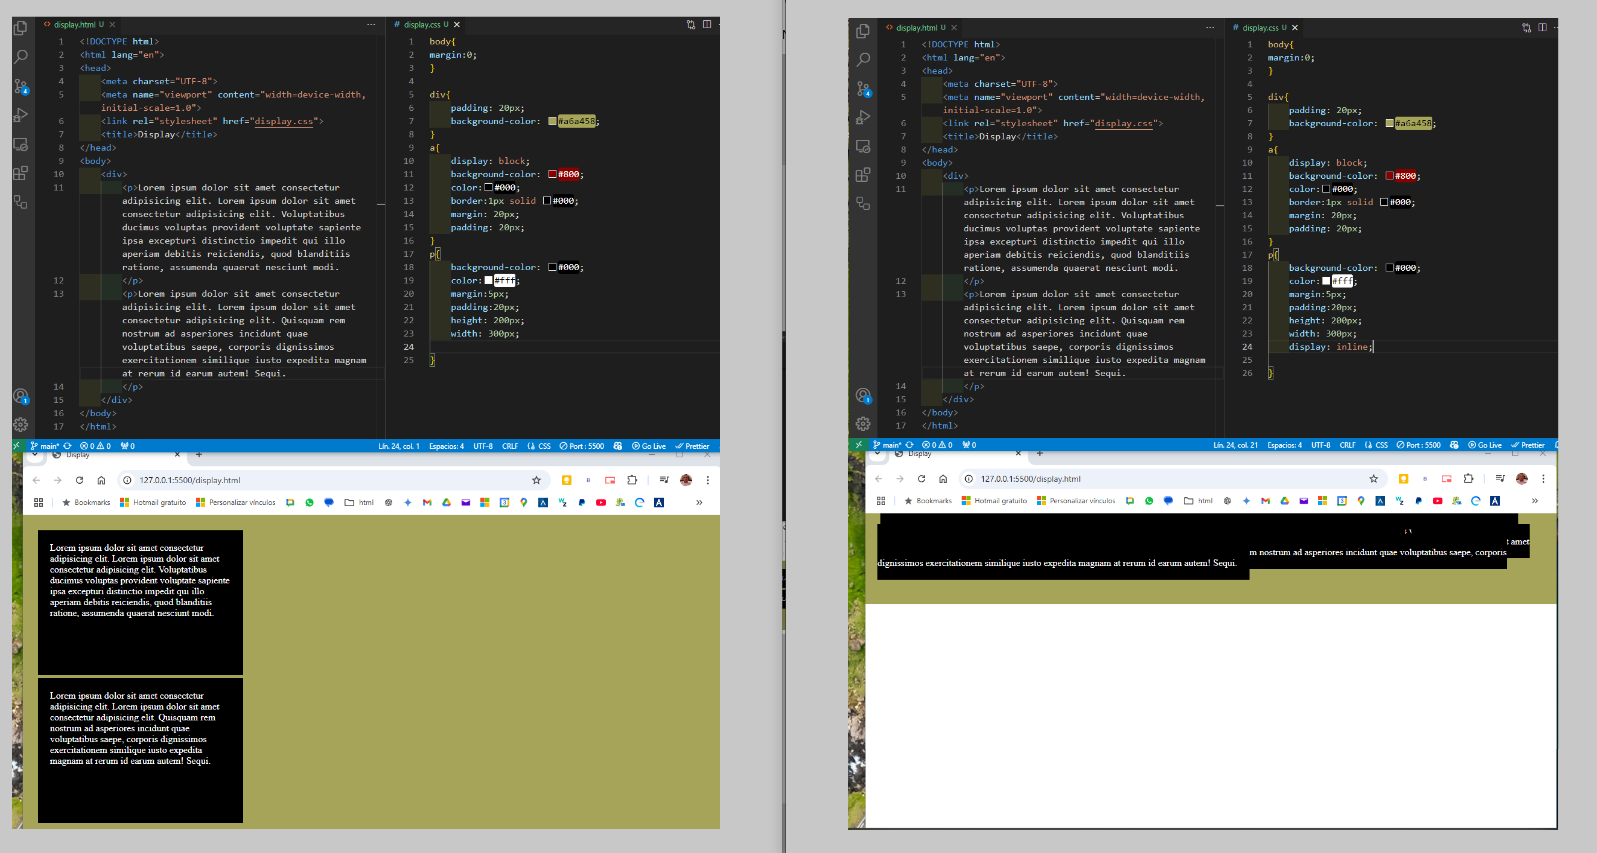 display.html U
display.css U
1 <!DOCTYPE html>
2 <html lang="en">
3 <head>
4 <meta charset="UTF-8">
5 <meta name="viewport" content="width=device-width,
initial-scale=1.0">
6 <link rel="stylesheet" href="display.css">
7 <title>Display</title>
8 </head>
9 <body>
10 <div>
11 <p>Lorem ipsum dolor sit amet consectetur
adipisicing elit. Lorem ipsum dolor sit amet
consectetur adipisicing elit. Voluptatibus
ducimus voluptas provident voluptate sapiente
ipsa excepturi distinctio impedit qui illo
aperiam debitis reiciendis, quod blanditiis
ratione, assumenda quaerat nesciunt modi.
12 </p>
13 <p>Lorem ipsum dolor sit amet consectetur
adipisicing elit. Lorem ipsum dolor sit amet
consectetur adipisicing elit. Quisquam rem
nostrum ad asperiores incidunt quae
voluptatibus saepe, corporis dignissimos
exercitationem similique iusto expedita magnam
at rerum id earum autem! Sequi.
14 </p>
15 </div>
16 </body>
17 </html>
1 body{
2 margin:0;
3 }
4
5 div{
6 padding: 20px;
7 background-color: #a6a458;
8 }
9 a{
10 display: block;
11 background-color: #800;
12 color:#000;
13 border:1px solid #000;
14 margin: 20px;
15 padding: 20px;
16 }
17 p{
18 background-color: #000;
19 color:#fff;
20 margin:5px;
21 padding:20px;
22 height: 200px;
23 width: 300px;
24
25 }
main* 0 0 0 Lín. 24, col. 1 Espacios: 4 UTF-8 CRLF CSS Port : 5500 Go Live Prettier
Display
127.0.0.1:5500/display.html
Bookmarks Hotmail gratuito Personalizar vínculos html
Lorem ipsum dolor sit amet consectetur
adipisicing elit. Lorem ipsum dolor sit amet
consectetur adipisicing elit. Voluptatibus
ducimus voluptas provident voluptate sapiente
ipsa excepturi distinctio impedit qui illo
aperiam debitis reiciendis, quod blanditiis
ratione, assumenda quaerat nesciunt modi.
Lorem ipsum dolor sit amet consectetur
adipisicing elit. Lorem ipsum dolor sit amet
consectetur adipisicing elit. Quisquam rem
nostrum ad asperiores incidunt quae
voluptatibus saepe, corporis dignissimos
exercitationem similique iusto expedita
magnam at rerum id earum autem! Sequi.
display.html U
display.css U
1 <!DOCTYPE html>
2 <html lang="en">
3 <head>
4 <meta charset="UTF-8">
5 <meta name="viewport" content="width=device-width,
initial-scale=1.0">
6 <link rel="stylesheet" href="display.css">
7 <title>Display</title>
8 </head>
9 <body>
10 <div>
11 <p>Lorem ipsum dolor sit amet consectetur
adipisicing elit. Lorem ipsum dolor sit amet
consectetur adipisicing elit. Voluptatibus
ducimus voluptas provident voluptate sapiente
ipsa excepturi distinctio impedit qui illo
aperiam debitis reiciendis, quod blanditiis
ratione, assumenda quaerat nesciunt modi.
12 </p>
13 <p>Lorem ipsum dolor sit amet consectetur
adipisicing elit. Lorem ipsum dolor sit amet
consectetur adipisicing elit. Quisquam rem
nostrum ad asperiores incidunt quae
voluptatibus saepe, corporis dignissimos
exercitationem similique iusto expedita magnam
at rerum id earum autem! Sequi.
14 </p>
15 </div>
16 </body>
17 </html>
1 body{
2 margin:0;
3 }
4
5 div{
6 padding: 20px;
7 background-color: #a6a458;
8 }
9 a{
10 display: block;
11 background-color: #800;
12 color:#000;
13 border:1px solid #000;
14 margin: 20px;
15 padding: 20px;
16 }
17 p{
18 background-color: #000;
19 color:#fff;
20 margin:5px;
21 padding:20px;
22 height: 200px;
23 width: 300px;
24 display: inline;
25
26 }
main* 0 0 0 Lín. 24, col. 21 Espacios: 4 UTF-8 CRLF CSS Port : 5500 Go Live Prettier
Display
127.0.0.1:5500/display.html
Bookmarks Hotmail gratuito Personalizar vínculos html
t amet
m nostrum ad asperiores incidunt quae voluptatibus saepe, corporis
dignissimos exercitationem similique iusto expedita magnam at rerum id earum autem! Sequi.